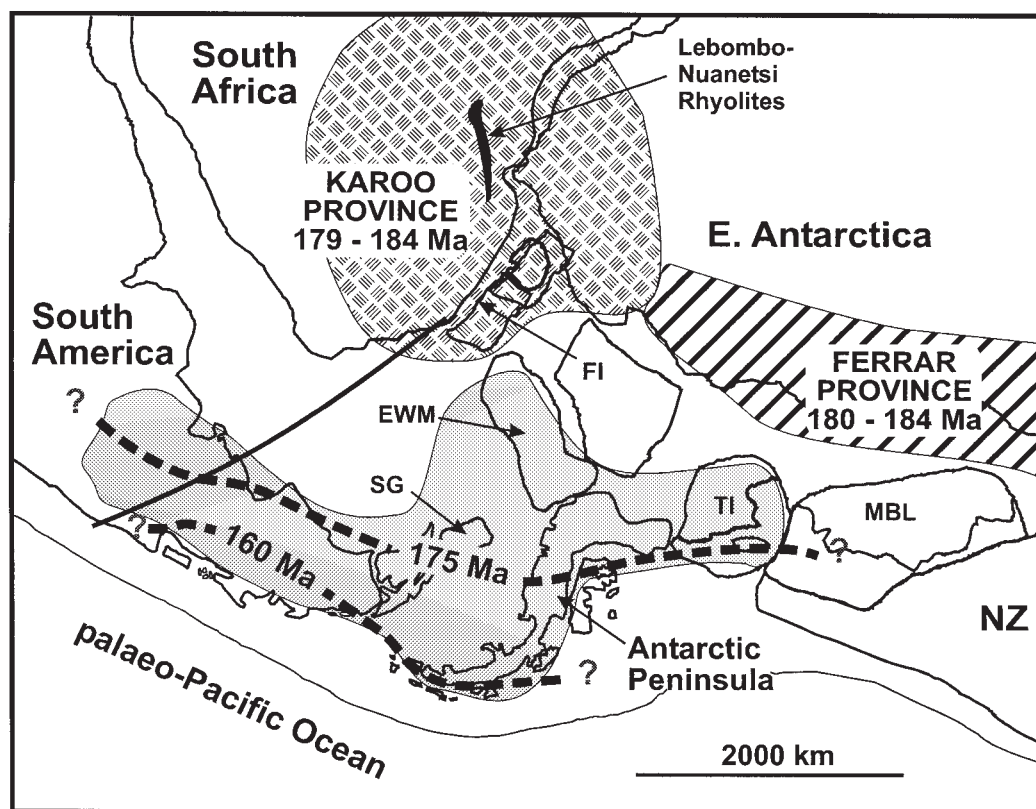 South
Africa
Lebombo-
Nuanetsi
Rhyolites
KAROO
PROVINCE
179 - 184 Ma
E. Antarctica
South
America
FERRAR
PROVINCE
180 - 184 Ma
FI
?
EWM
SG
TI
MBL
?
160 Ma
175 Ma
?
NZ
Antarctic
Peninsula
?
palaeo-Pacific Ocean
2000 km